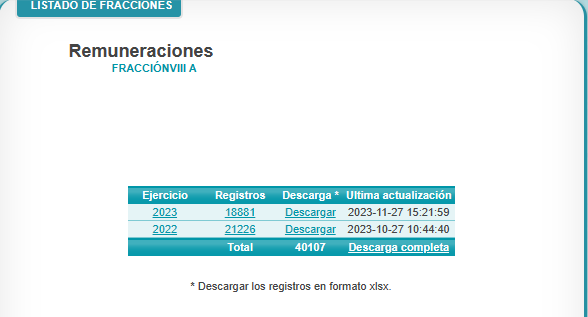 LISTADO DE FRACCIONES
Remuneraciones
FRACCIÓNVIII A
Ejercicio Registros Descarga * Ultima actualización
2023 18881 Descargar 2023-11-27 15:21:59
2022 21226 Descargar 2023-10-27 10:44:40
Total 40107 Descarga completa
* Descargar los registros en formato xlsx.